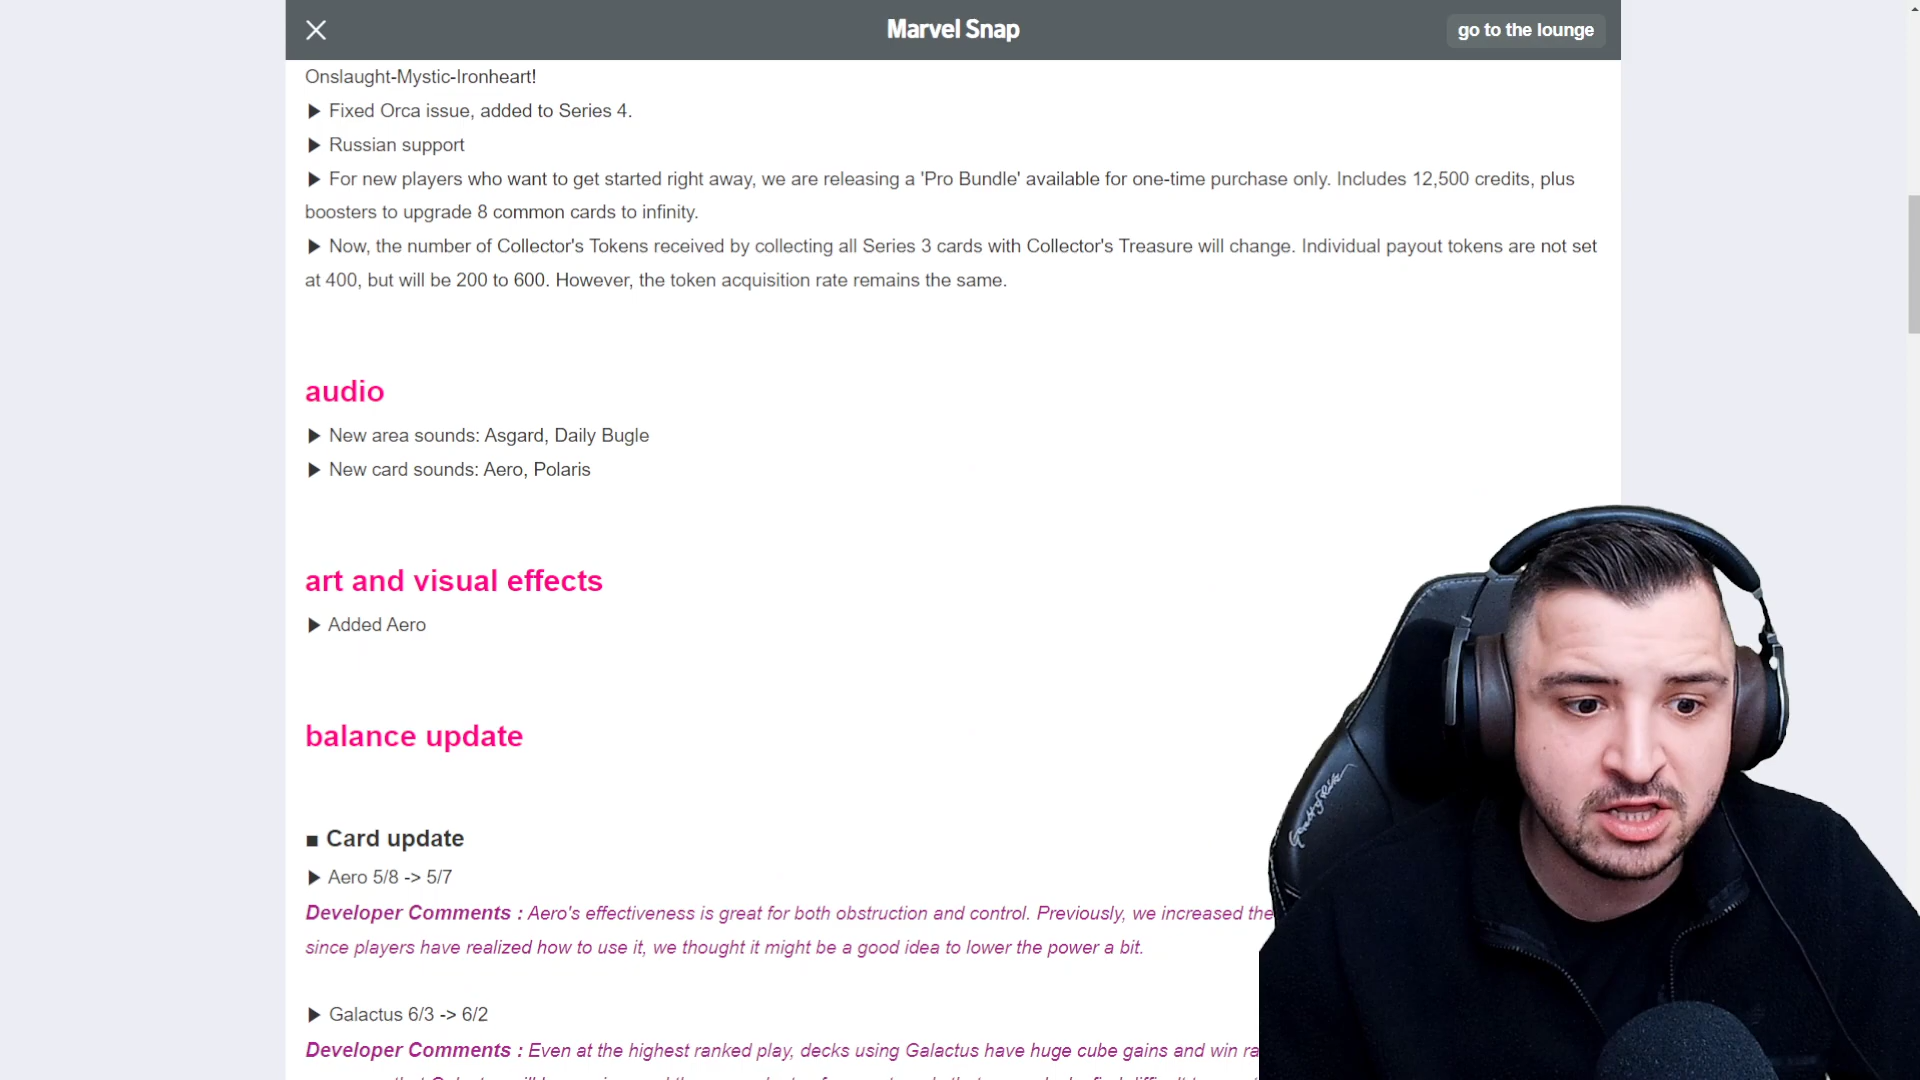 Marvel Snap
go to the lounge
Onslaught-Mystic-Ironheart!
▶ Fixed Orca issue, added to Series 4.
▶ Russian support
▶ For new players who want to get started right away, we are releasing a 'Pro Bundle' available for one-time purchase only. Includes 12,500 credits, plus
boosters to upgrade 8 common cards to infinity.
▶ Now, the number of Collector's Tokens received by collecting all Series 3 cards with Collector's Treasure will change. Individual payout tokens are not set
at 400, but will be 200 to 600. However, the token acquisition rate remains the same.
audio
▶ New area sounds: Asgard, Daily Bugle
▶ New card sounds: Aero, Polaris
art and visual effects
▶ Added Aero
balance update
■ Card update
▶ Aero 5/8 -> 5/7
Developer Comments : Aero's effectiveness is great for both obstruction and control. Previously, we increased the
since players have realized how to use it, we thought it might be a good idea to lower the power a bit.
▶ Galactus 6/3 -> 6/2
Developer Comments : Even at the highest ranked play, decks using Galactus have huge cube gains and win ra